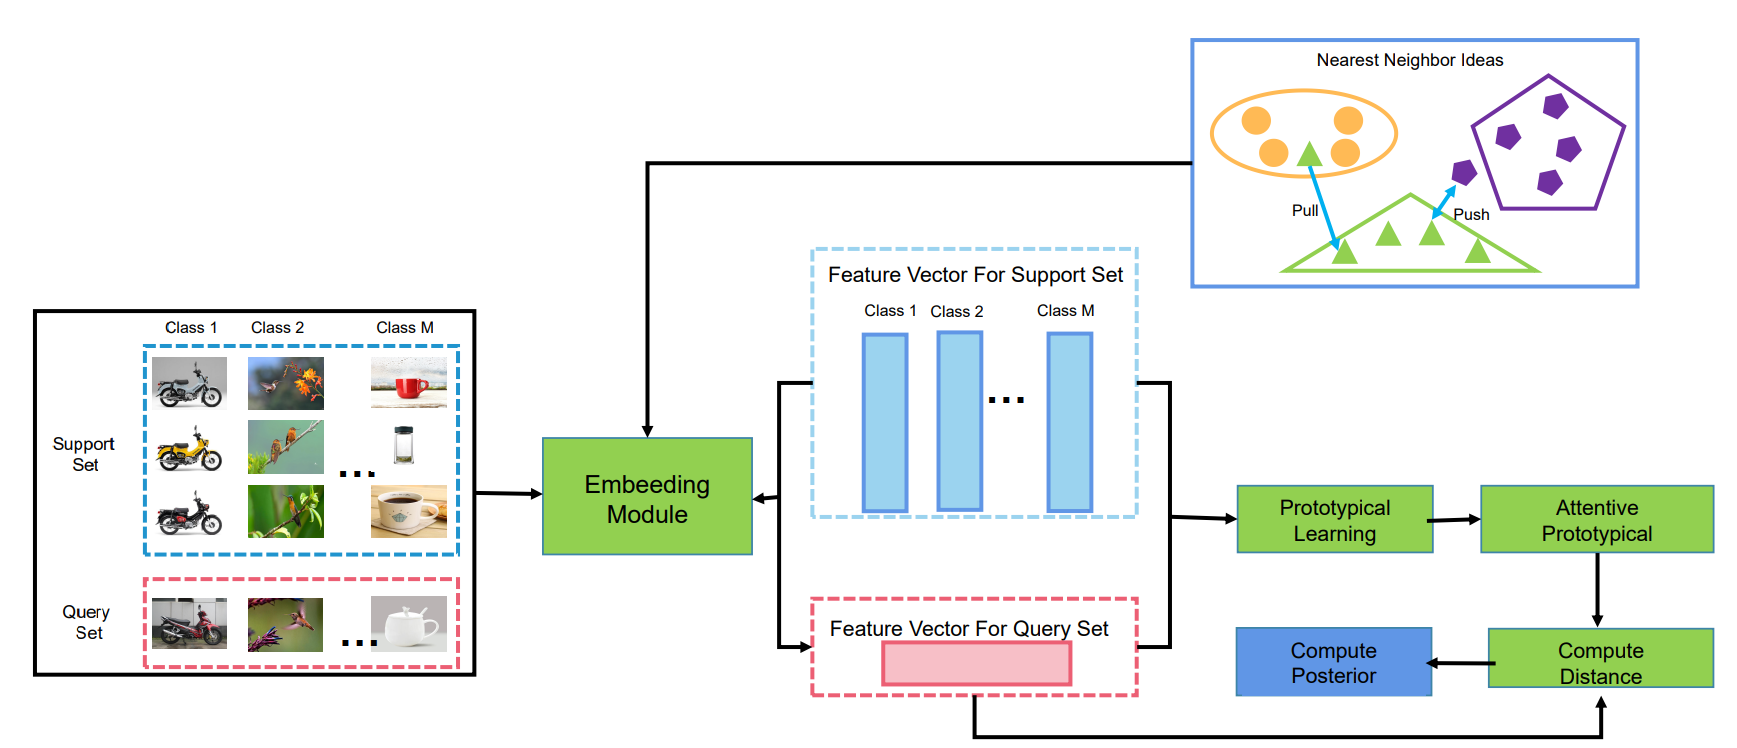 Nearest Neighbor Ideas
Pull
Push
Feature Vector For Support Set
Class 1 Class 2 Class M
...
Class 1 Class 2 Class M
Support
Set
...
Query
Set
...
Embeeding
Module
Feature Vector For Query Set
Prototypical
Learning
Attentive
Prototypical
Compute
Posterior
Compute
Distance